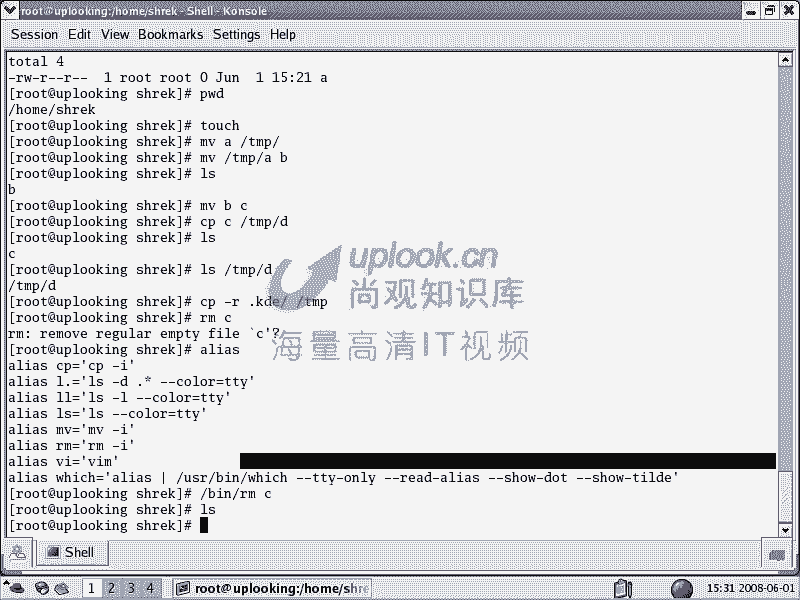 root@uplooking:/home/shrek - Shell - Konsole
Session Edit View Bookmarks Settings Help
total 4
-rw-r--r--  1 root root 0 Jun  1 15:21 a
[root@uplooking shrek]# pwd
/home/shrek
[root@uplooking shrek]# touch
[root@uplooking shrek]# mv a /tmp/
[root@uplooking shrek]# mv /tmp/a b
[root@uplooking shrek]# ls
b
[root@uplooking shrek]# mv b c
[root@uplooking shrek]# cp c /tmp/d
[root@uplooking shrek]# ls
c
[root@uplooking shrek]# ls /tmp/d
/tmp/d
[root@uplooking shrek]# cp -r .kde/ /tmp
[root@uplooking shrek]# rm c
rm: remove regular empty file `c'?
[root@uplooking shrek]# alias
alias cp='cp -i'
alias l.='ls -d .* --color=tty'
alias ll='ls -l --color=tty'
alias ls='ls --color=tty'
alias mv='mv -i'
alias rm='rm -i'
alias vi='vim'
alias which='alias | /usr/bin/which --tty-only --read-alias --show-dot --show-tilde'
[root@uplooking shrek]# /bin/rm c
[root@uplooking shrek]# ls
[root@uplooking shrek]#
uplook.cn
尚观知识库
海量高清IT视频
Shell
1 2 3 4
root@uplooking:/home/shre
15:31 2008-06-01